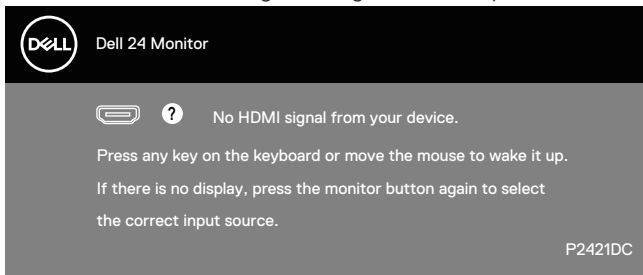 DELL
Dell 24 Monitor
? No HDMI signal from your device.
Press any key on the keyboard or move the mouse to wake it up.
If there is no display, press the monitor button again to select
the correct input source.
P2421DC